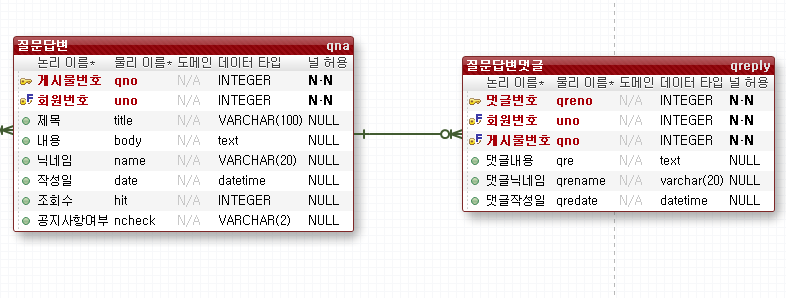 질문답변 qna
논리 이름* 물리 이름* 도메인 데이터 타입 널 허용
게시물번호 qno N/A INTEGER N-N
회원번호 uno N/A INTEGER N-N
제목 title N/A VARCHAR(100) NULL
내용 body N/A text NULL
닉네임 name N/A VARCHAR(20) NULL
작성일 date N/A datetime NULL
조회수 hit N/A INTEGER NULL
공지사항여부 ncheck N/A VARCHAR(2) NULL
질문답변댓글 qreply
논리 이름* 물리 이름* 도메인 데이터 타입 널 허용
댓글번호 qreno N/A INTEGER N-N
회원번호 uno N/A INTEGER N-N
게시물번호 qno N/A INTEGER N-N
댓글내용 qre N/A text NULL
댓글닉네임 qrename N/A varchar(20) NULL
댓글작성일 qredate N/A datetime NULL